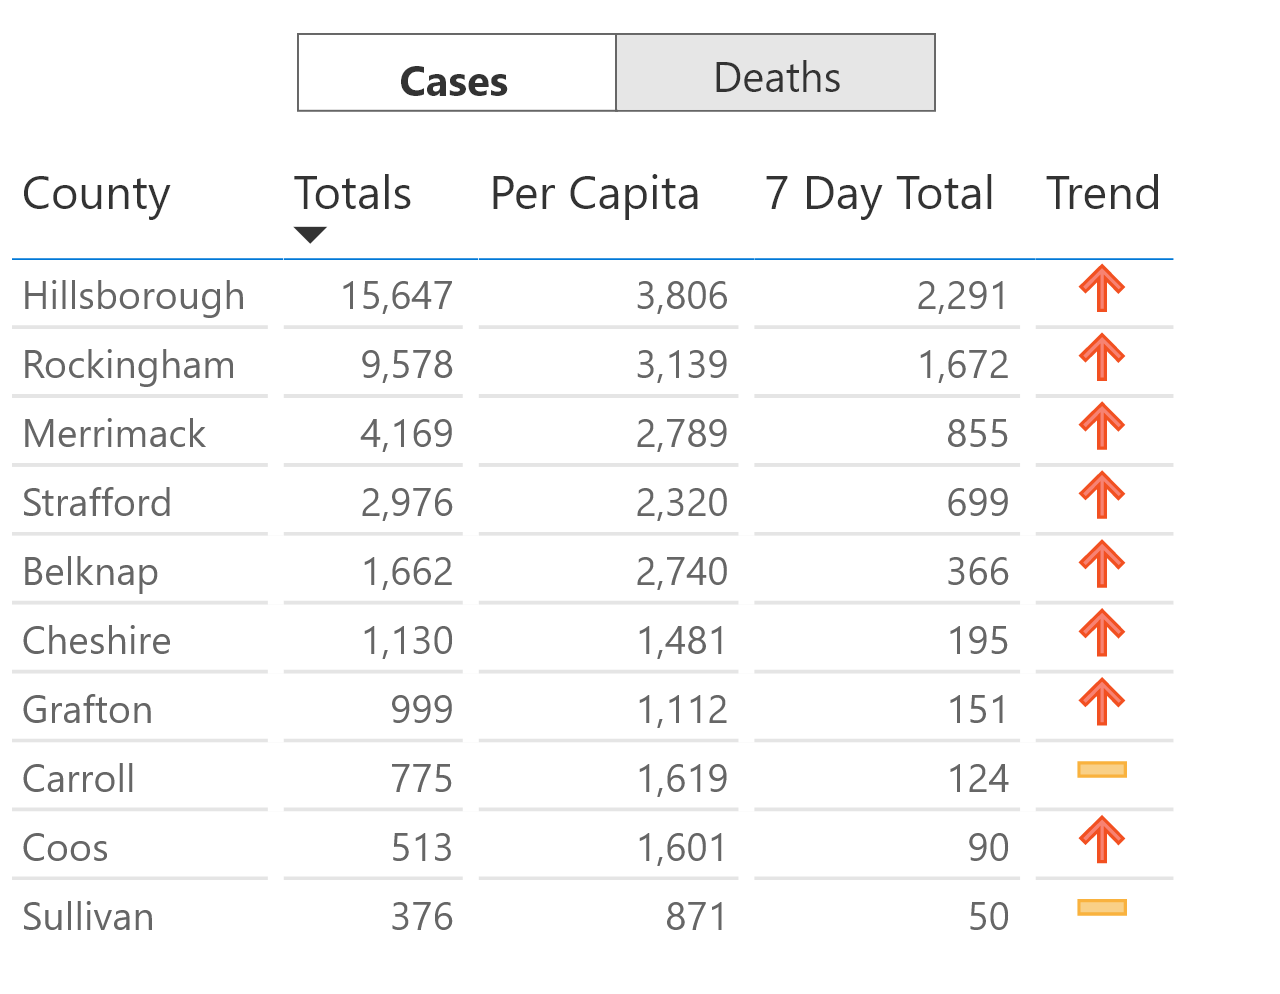 Cases Deaths
County Totals Per Capita 7 Day Total Trend
Hillsborough 15,647 3,806 2,291
Rockingham 9,578 3,139 1,672
Merrimack 4,169 2,789 855
Strafford 2,976 2,320 699
Belknap 1,662 2,740 366
Cheshire 1,130 1,481 195
Grafton 999 1,112 151
Carroll 775 1,619 124
Coos 513 1,601 90
Sullivan 376 871 50